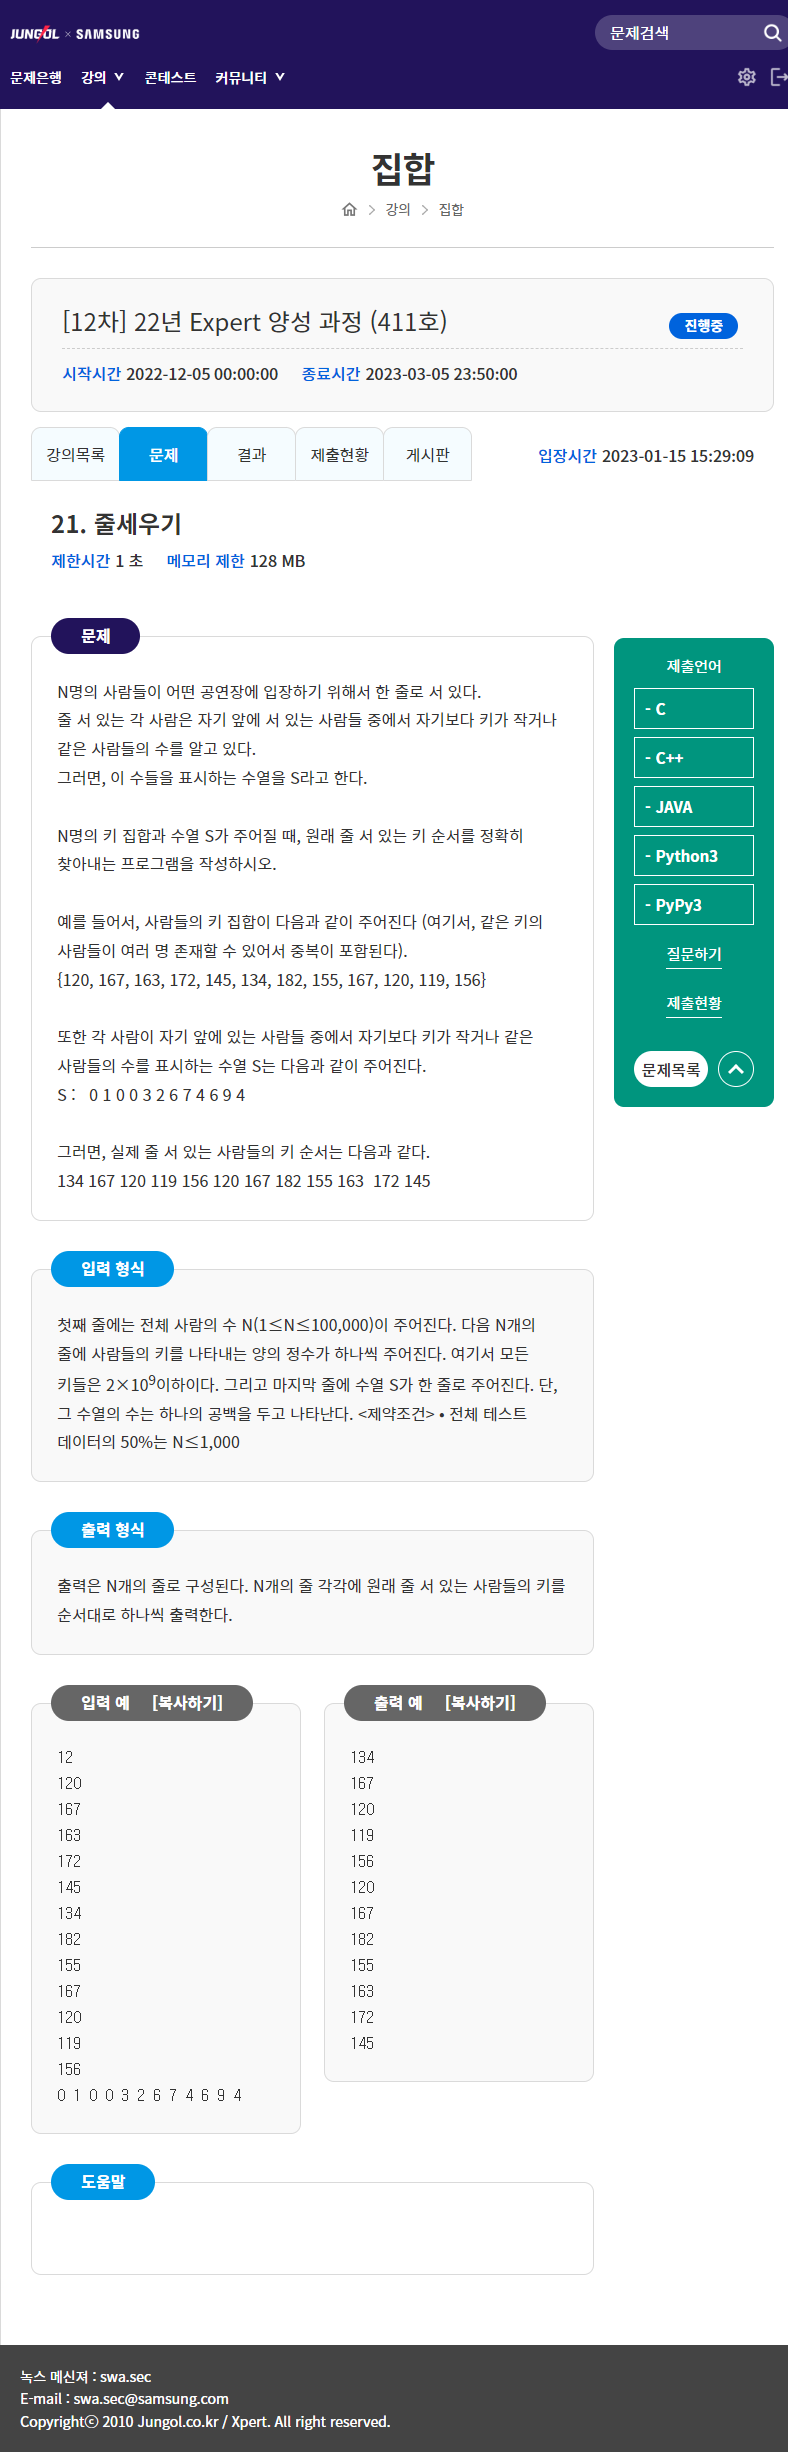 JUNGOL × SAMSUNG
문제검색
문제은행 강의 콘테스트 커뮤니티
집합
강의 집합
[12차] 22년 Expert 양성 과정 (411호)
진행중
시작시간 2022-12-05 00:00:00 종료시간 2023-03-05 23:50:00
강의목록 문제 결과 제출현황 게시판
입장시간 2023-01-15 15:29:09
21. 줄세우기
제한시간 1 초 메모리 제한 128 MB
문제
N명의 사람들이 어떤 공연장에 입장하기 위해서 한 줄로 서 있다.
줄 서 있는 각 사람은 자기 앞에 서 있는 사람들 중에서 자기보다 키가 작거나
같은 사람들의 수를 알고 있다.
그러면, 이 수들을 표시하는 수열을 S라고 한다.
N명의 키 집합과 수열 S가 주어질 때, 원래 줄 서 있는 키 순서를 정확히
찾아내는 프로그램을 작성하시오.
예를 들어서, 사람들의 키 집합이 다음과 같이 주어진다 (여기서, 같은 키의
사람들이 여러 명 존재할 수 있어서 중복이 포함된다).
{120, 167, 163, 172, 145, 134, 182, 155, 167, 120, 119, 156}
또한 각 사람이 자기 앞에 있는 사람들 중에서 자기보다 키가 작거나 같은
사람들의 수를 표시하는 수열 S는 다음과 같이 주어진다.
S : 0 1 0 0 3 2 6 7 4 6 9 4
그러면, 실제 줄 서 있는 사람들의 키 순서는 다음과 같다.
134 167 120 119 156 120 167 182 155 163 172 145
제출언어
- C
- C++
- JAVA
- Python3
- PyPy3
질문하기
제출현황
문제목록
입력 형식
첫째 줄에는 전체 사람의 수 N(1≤N≤100,000)이 주어진다. 다음 N개의
줄에 사람들의 키를 나타내는 양의 정수가 하나씩 주어진다. 여기서 모든
키들은 2×10⁹이하이다. 그리고 마지막 줄에 수열 S가 한 줄로 주어진다. 단,
그 수열의 수는 하나의 공백을 두고 나타난다. <제약조건> • 전체 테스트
데이터의 50%는 N≤1,000
출력 형식
출력은 N개의 줄로 구성된다. N개의 줄 각각에 원래 줄 서 있는 사람들의 키를
순서대로 하나씩 출력한다.
입력 예 [복사하기]
12
120
167
163
172
145
134
182
155
167
120
119
156
0 1 0 0 3 2 6 7 4 6 9 4
출력 예 [복사하기]
134
167
120
119
156
120
167
182
155
163
172
145
도움말
녹스 메신져 : swa.sec
E-mail : swa.sec@samsung.com
Copyrightⓒ 2010 Jungol.co.kr / Xpert. All right reserved.